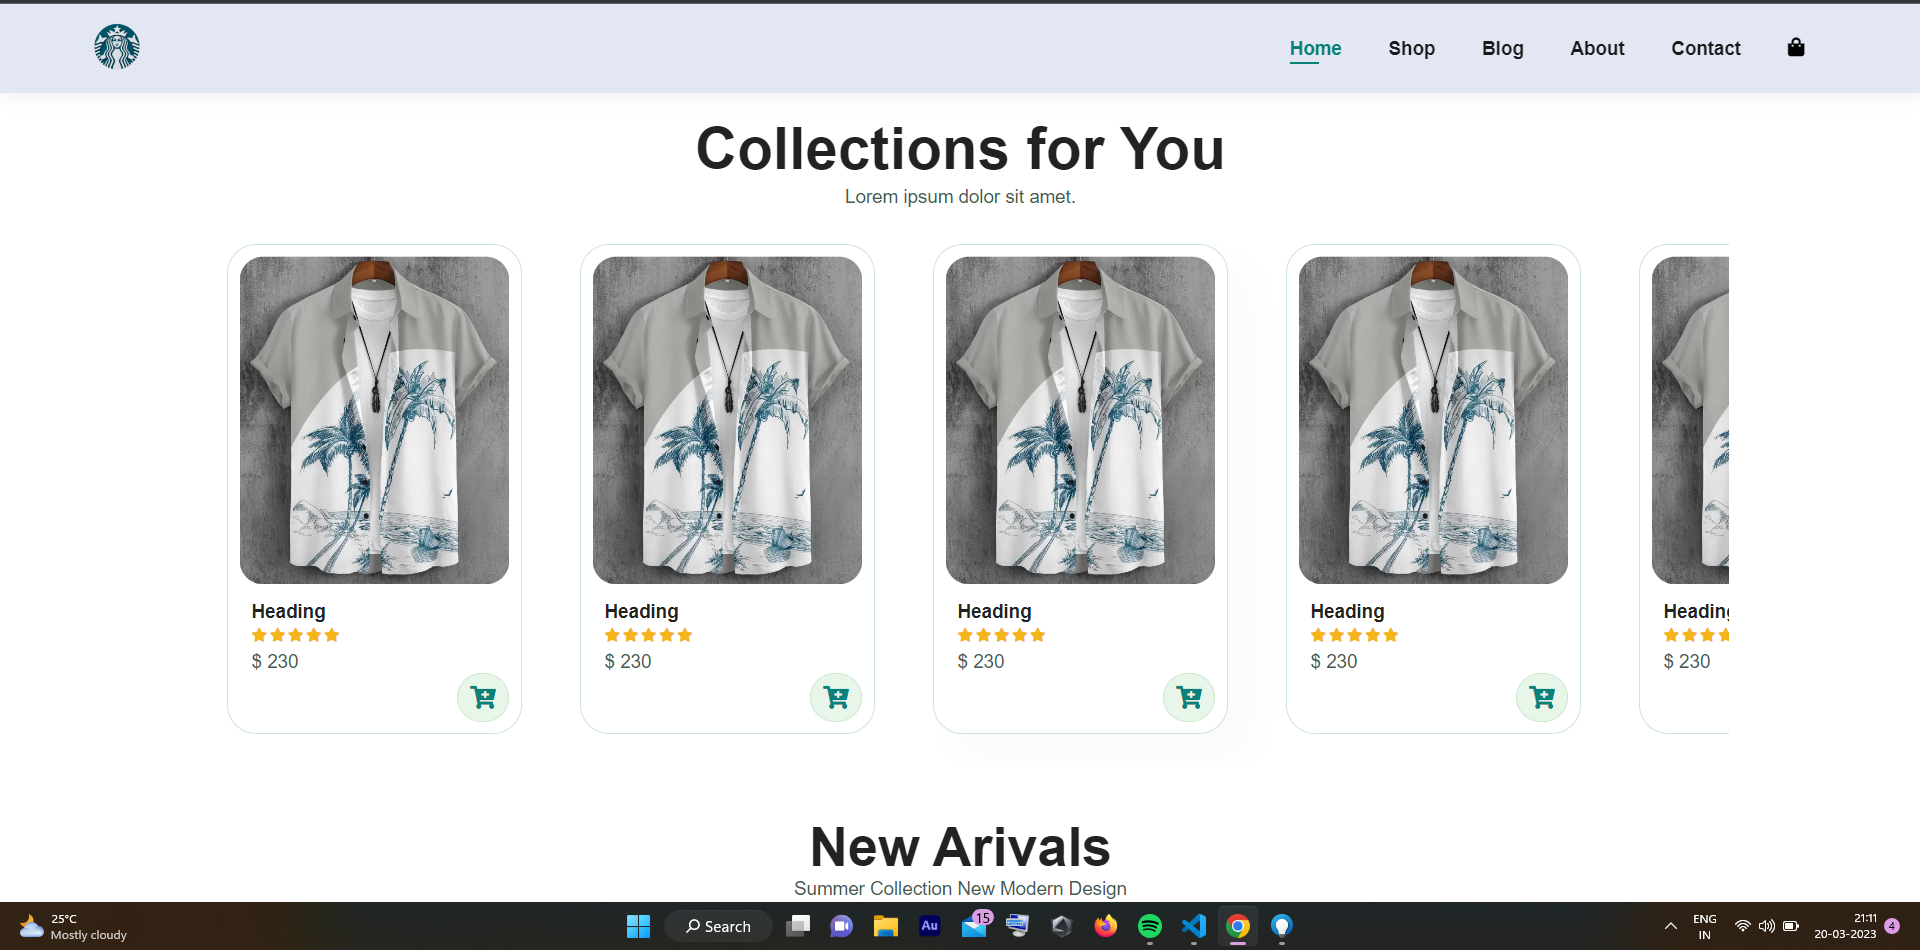 Home Shop Blog About Contact
Collections for You
Lorem ipsum dolor sit amet.
Heading Heading Heading Heading Heading
$ 230 $ 230 $ 230 $ 230 $ 230
New Arivals
Summer Collection New Modern Design
25°C
Mostly cloudy
Search
Au
15
ENG
IN
21:11
20-03-2023
4